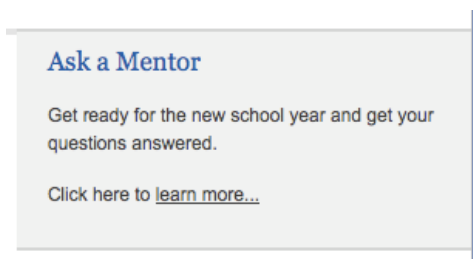 Ask a Mentor
Get ready for the new school year and get your
questions answered.
Click here to learn more...